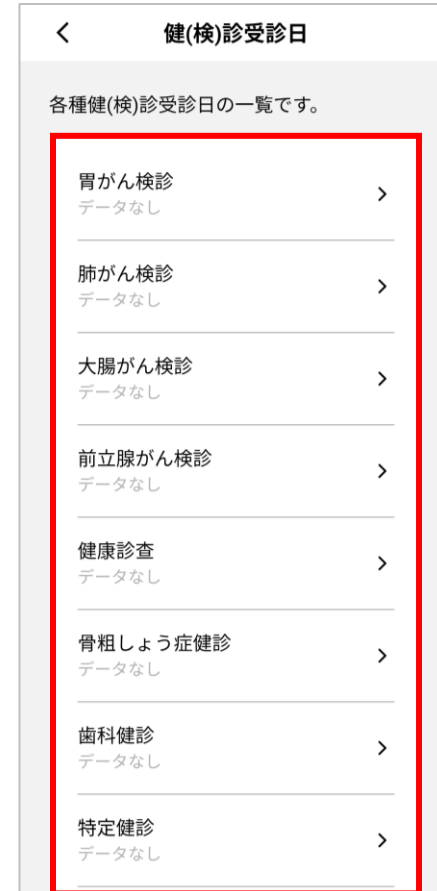 健(検)診受診日
各種健(検)診受診日の一覧です。
胃がん検診
データなし
肺がん検診
データなし
大腸がん検診
データなし
前立腺がん検診
データなし
健康診査
データなし
骨粗しょう症健診
データなし
歯科健診
データなし
特定健診
データなし